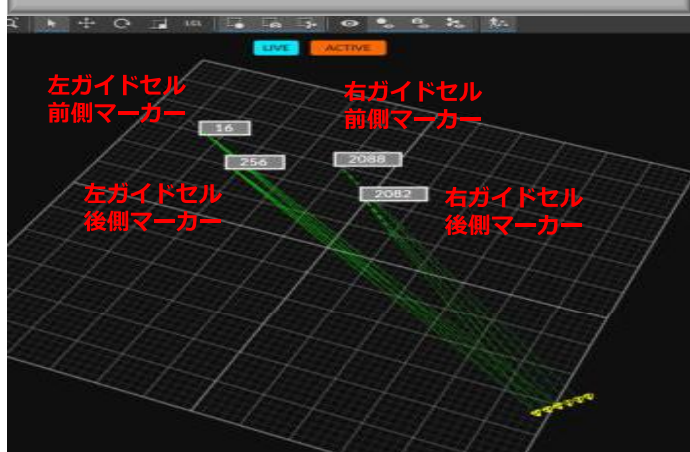 LCL
LIVE
ACTIVE
左ガイドセル
前側マーカー
右ガイドセル
前側マーカー
16
256
2088
2082
左ガイドセル
後側マーカー
右ガイドセル
後側マーカー